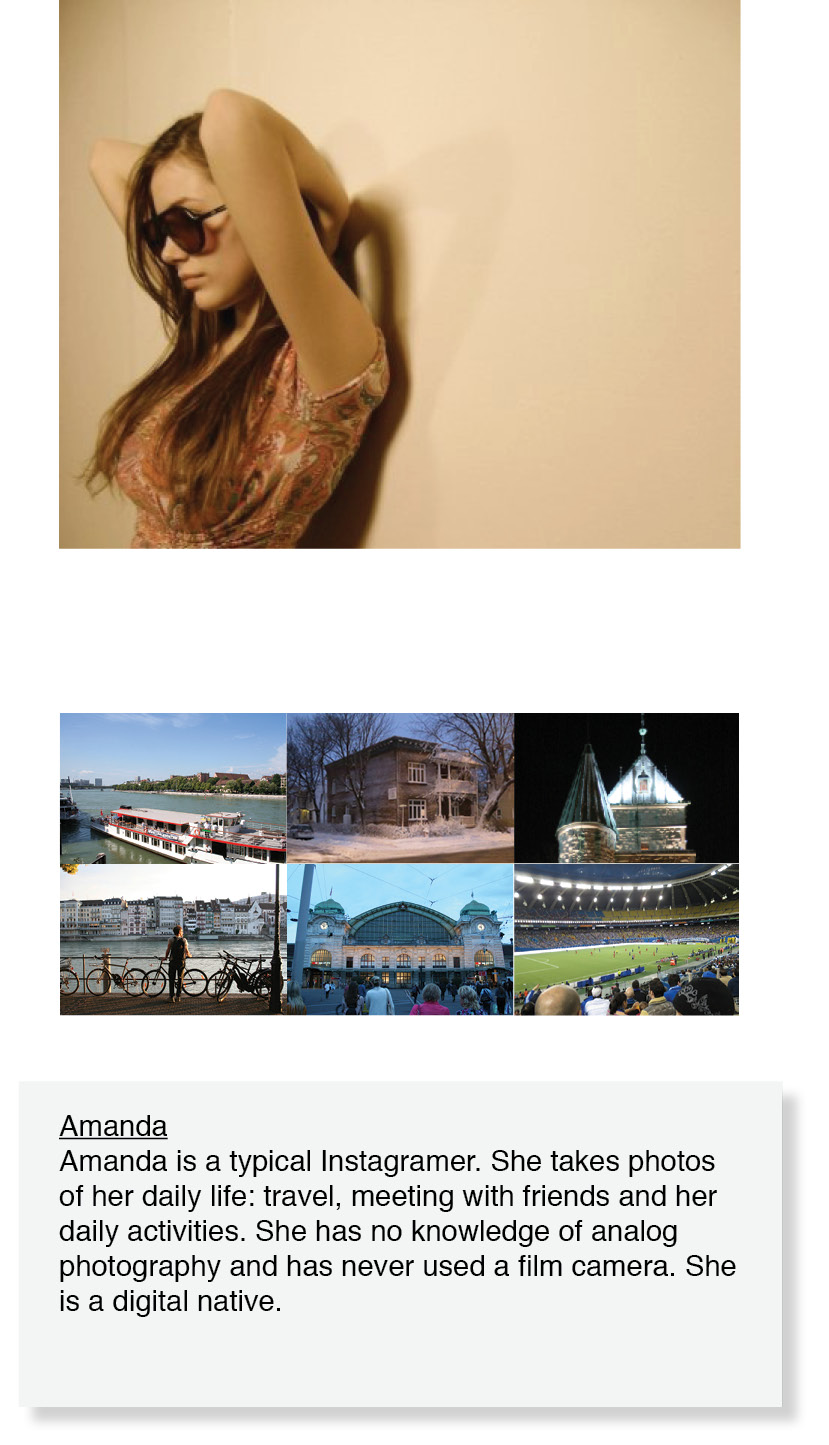 Amanda
Amanda is a typical Instagramer. She takes photos
of her daily life: travel, meeting with friends and her
daily activities. She has no knowledge of analog
photography and has never used a film camera. She
is a digital native.